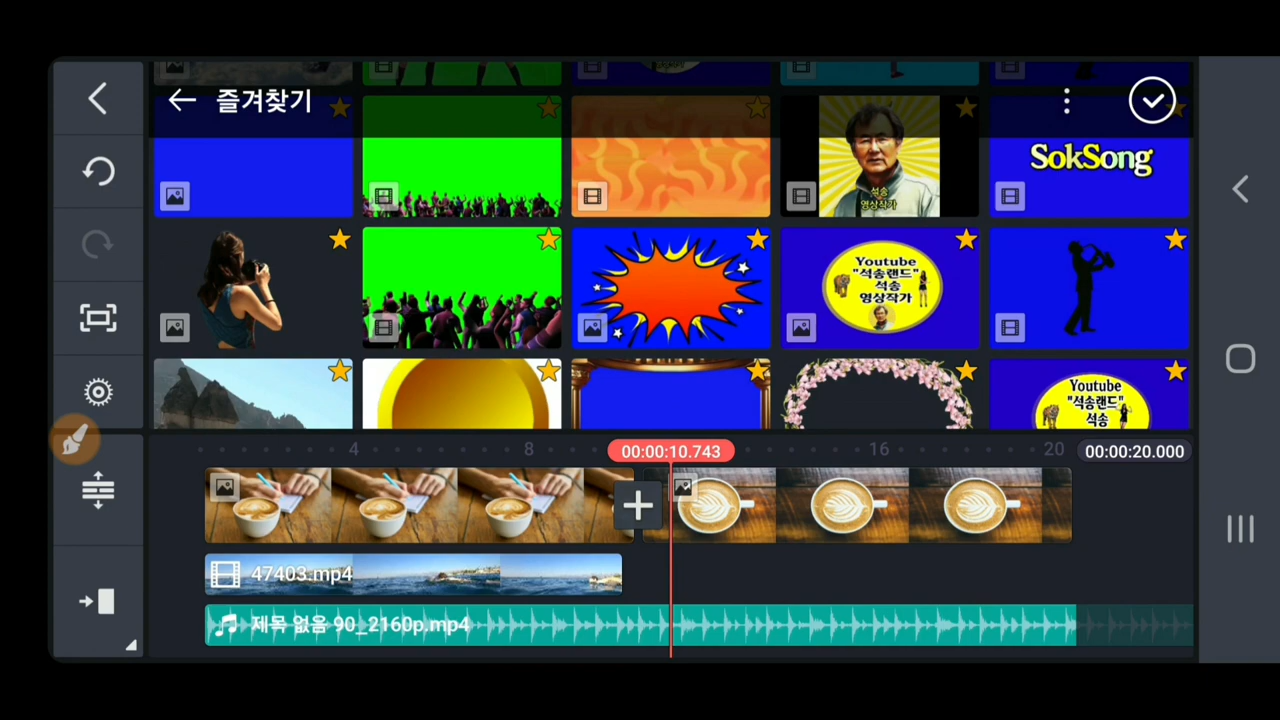 즐겨찾기
석송
영상작가
SokSong
Youtube
"석송랜드"
석송
영상작가
Youtube
"석송랜드"
석송
4
8
00:00:10.743
16
20
00:00:20.000
47403.mp4
제목 없음 90_2160p.mp4